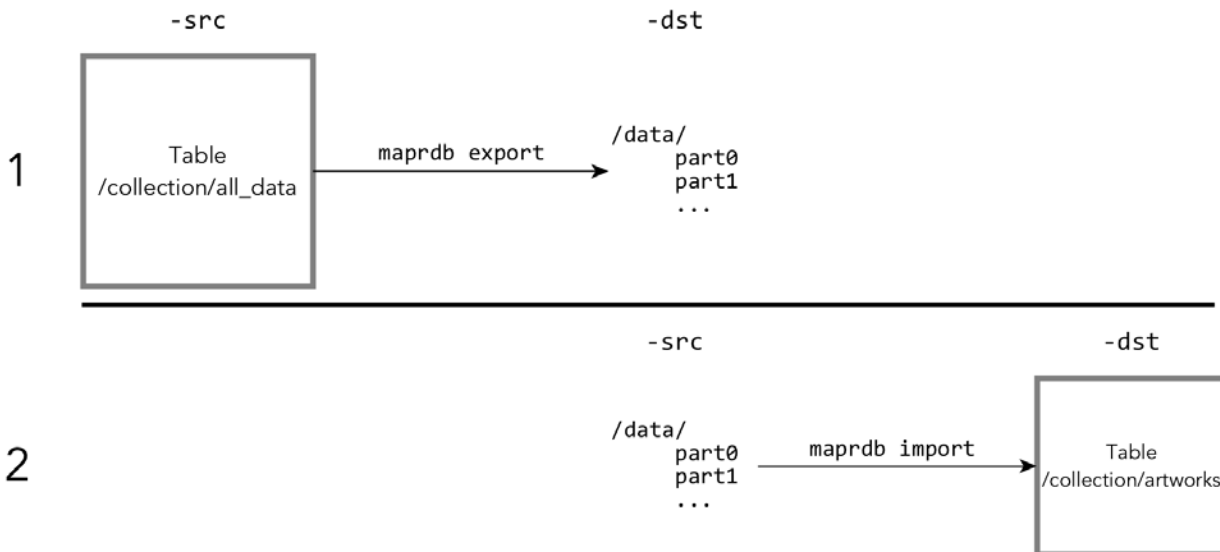 -src
-dst
1
Table
/collection/all_data
maprdb export
/data/
part0
part1
...
-src
-dst
2
/data/
part0
part1
...
maprdb import
Table
/collection/artworks